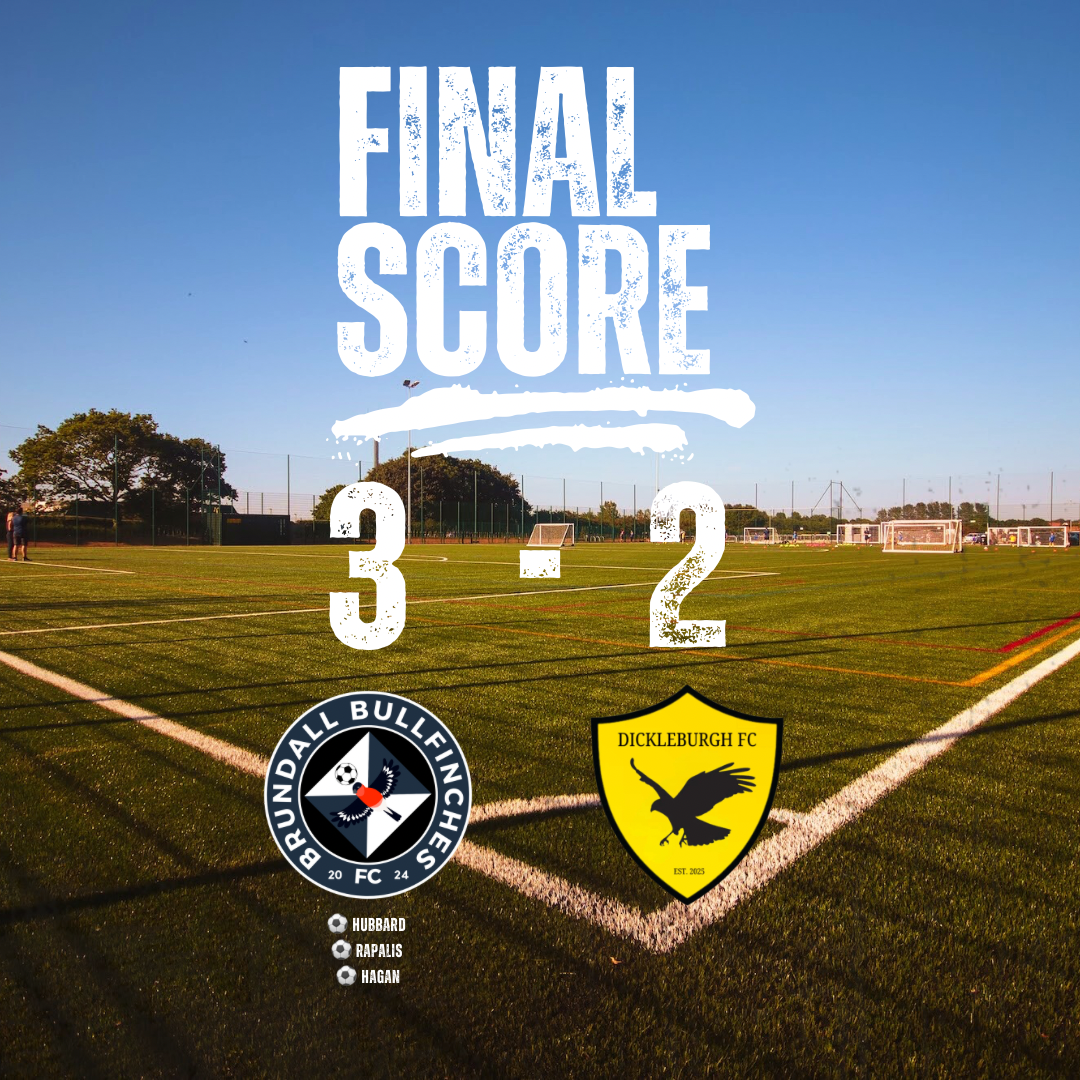 FINAL
SCORE
3 - 2
BRUNDALL BULLFINCHES
20 FC 24
DICKLEBURGH FC
EST. 2025
HUBBARD
RAPALIS
HAGAN